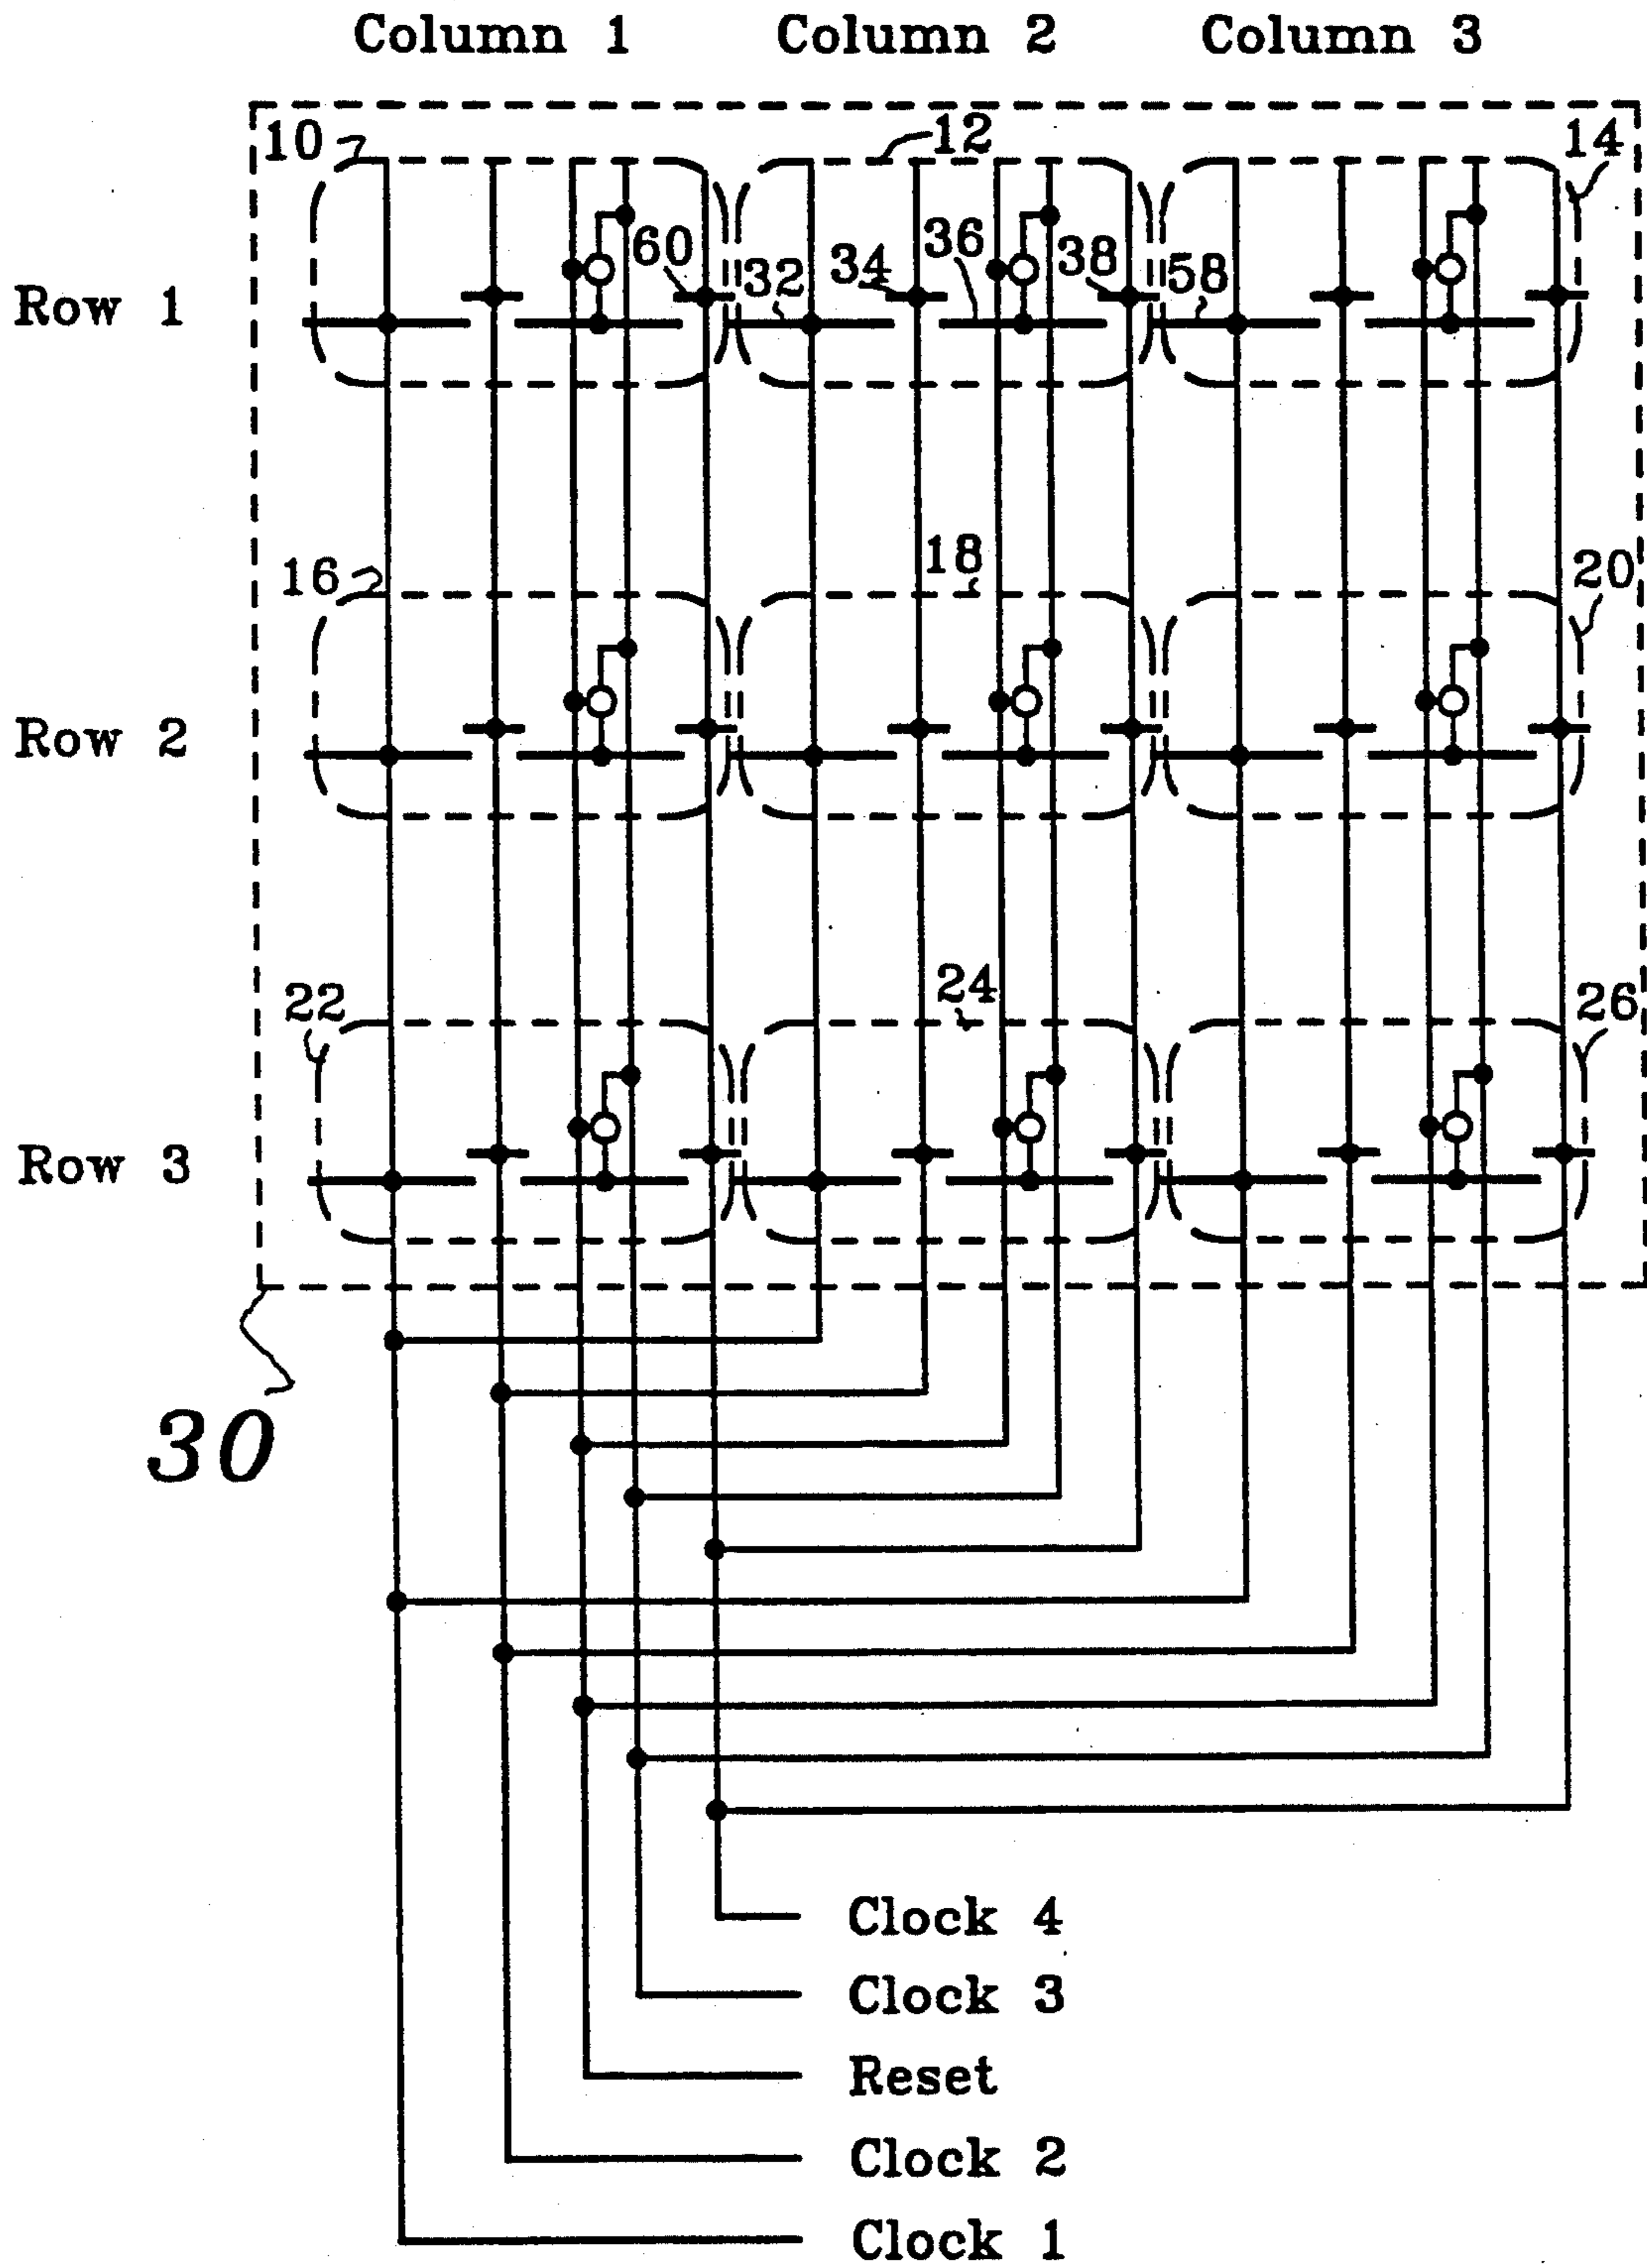 Column 1 Column 2 Column 3
10 12 14
60 32 34 36 38 58
Row 1
16 18 20
Row 2
22 24 26
Row 3
30
Clock 4
Clock 3
Reset
Clock 2
Clock 1